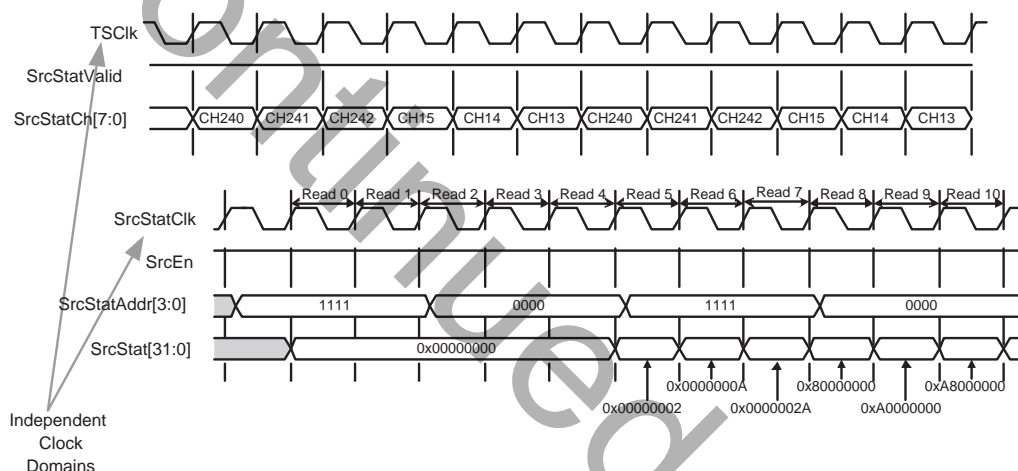 TSClk
SrcStatValid
SrcStatCh[7:0] CH240 CH241 CH242 CH15 CH14 CH13 CH240 CH241 CH242 CH15 CH14 CH13
Read 0 Read 1 Read 2 Read 3 Read 4 Read 5 Read 6 Read 7 Read 8 Read 9 Read 10
SrcStatClk
SrcEn
SrcStatAddr[3:0] 1111 0000 1111 0000
SrcStat[31:0] 0x00000000
0x0000000A 0x80000000 0xA8000000
0x00000002 0x0000002A 0xA0000000
Independent
Clock
Domains
ontinued